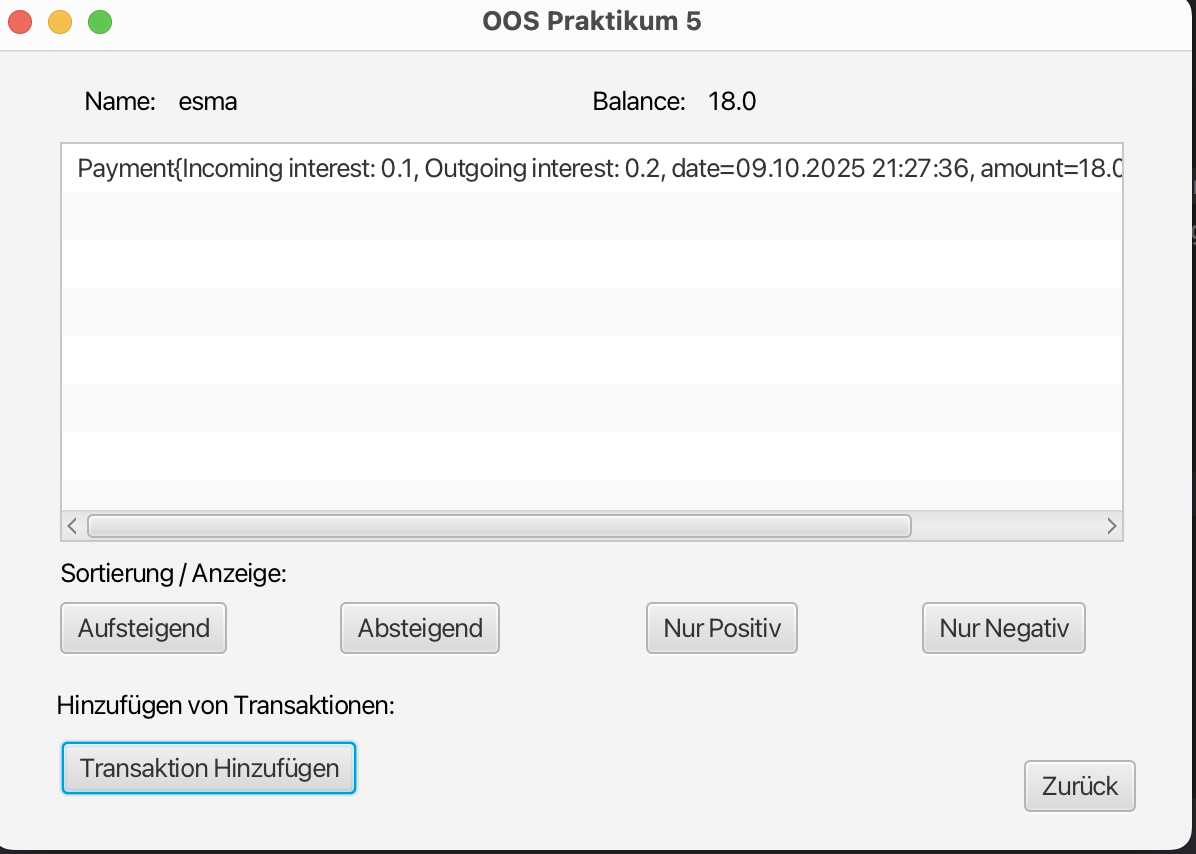 OOS Praktikum 5
Name: esma Balance: 18.0
Payment{Incoming interest: 0.1, Outgoing interest: 0.2, date=09.10.2025 21:27:36, amount=18.0
Sortierung / Anzeige:
Aufsteigend Absteigend Nur Positiv Nur Negativ
Hinzufügen von Transaktionen:
Transaktion Hinzufügen
Zurück